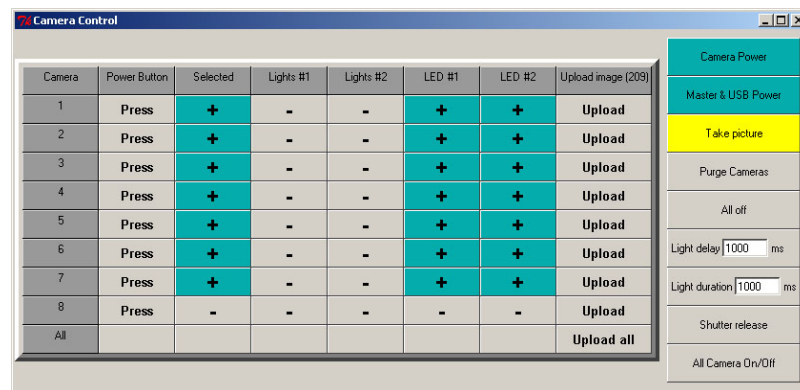 Camera Control
Camera Power Button Selected Lights #1 Lights #2 LED #1 LED #2 Upload image (209)
1 Press + - - + + Upload
2 Press + - - + + Upload
3 Press + - - + + Upload
4 Press + - - + + Upload
5 Press + - - + + Upload
6 Press + - - + + Upload
7 Press + - - + + Upload
8 Press - - - - - Upload
All Upload all
Camera Power
Master & USB Power
Take picture
Purge Cameras
All off
Light delay 1000 ms
Light duration 1000 ms
Shutter release
All Camera On/Off